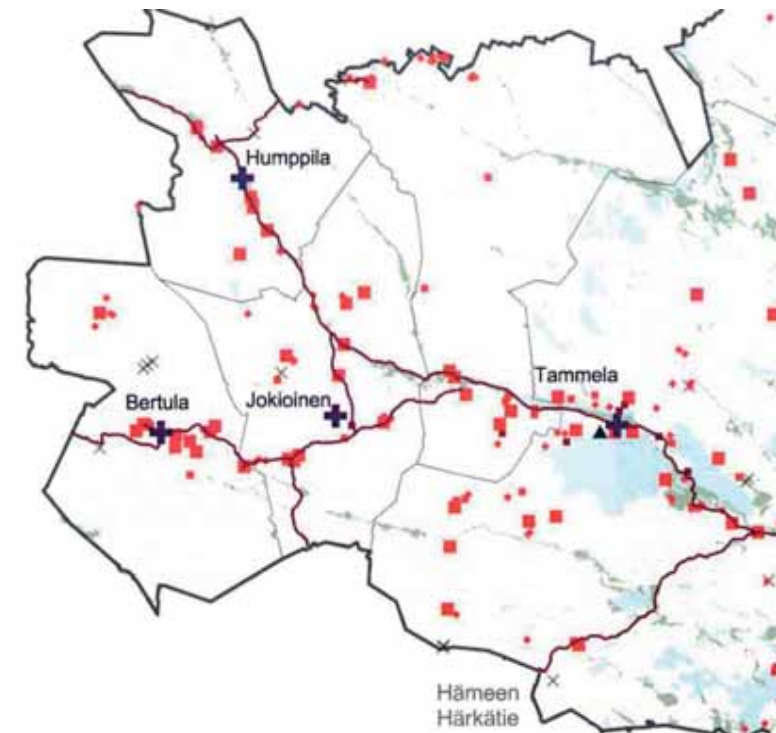 Humppila
Tammela
Jokioinen
Bertula
Hämeen
Härkätie